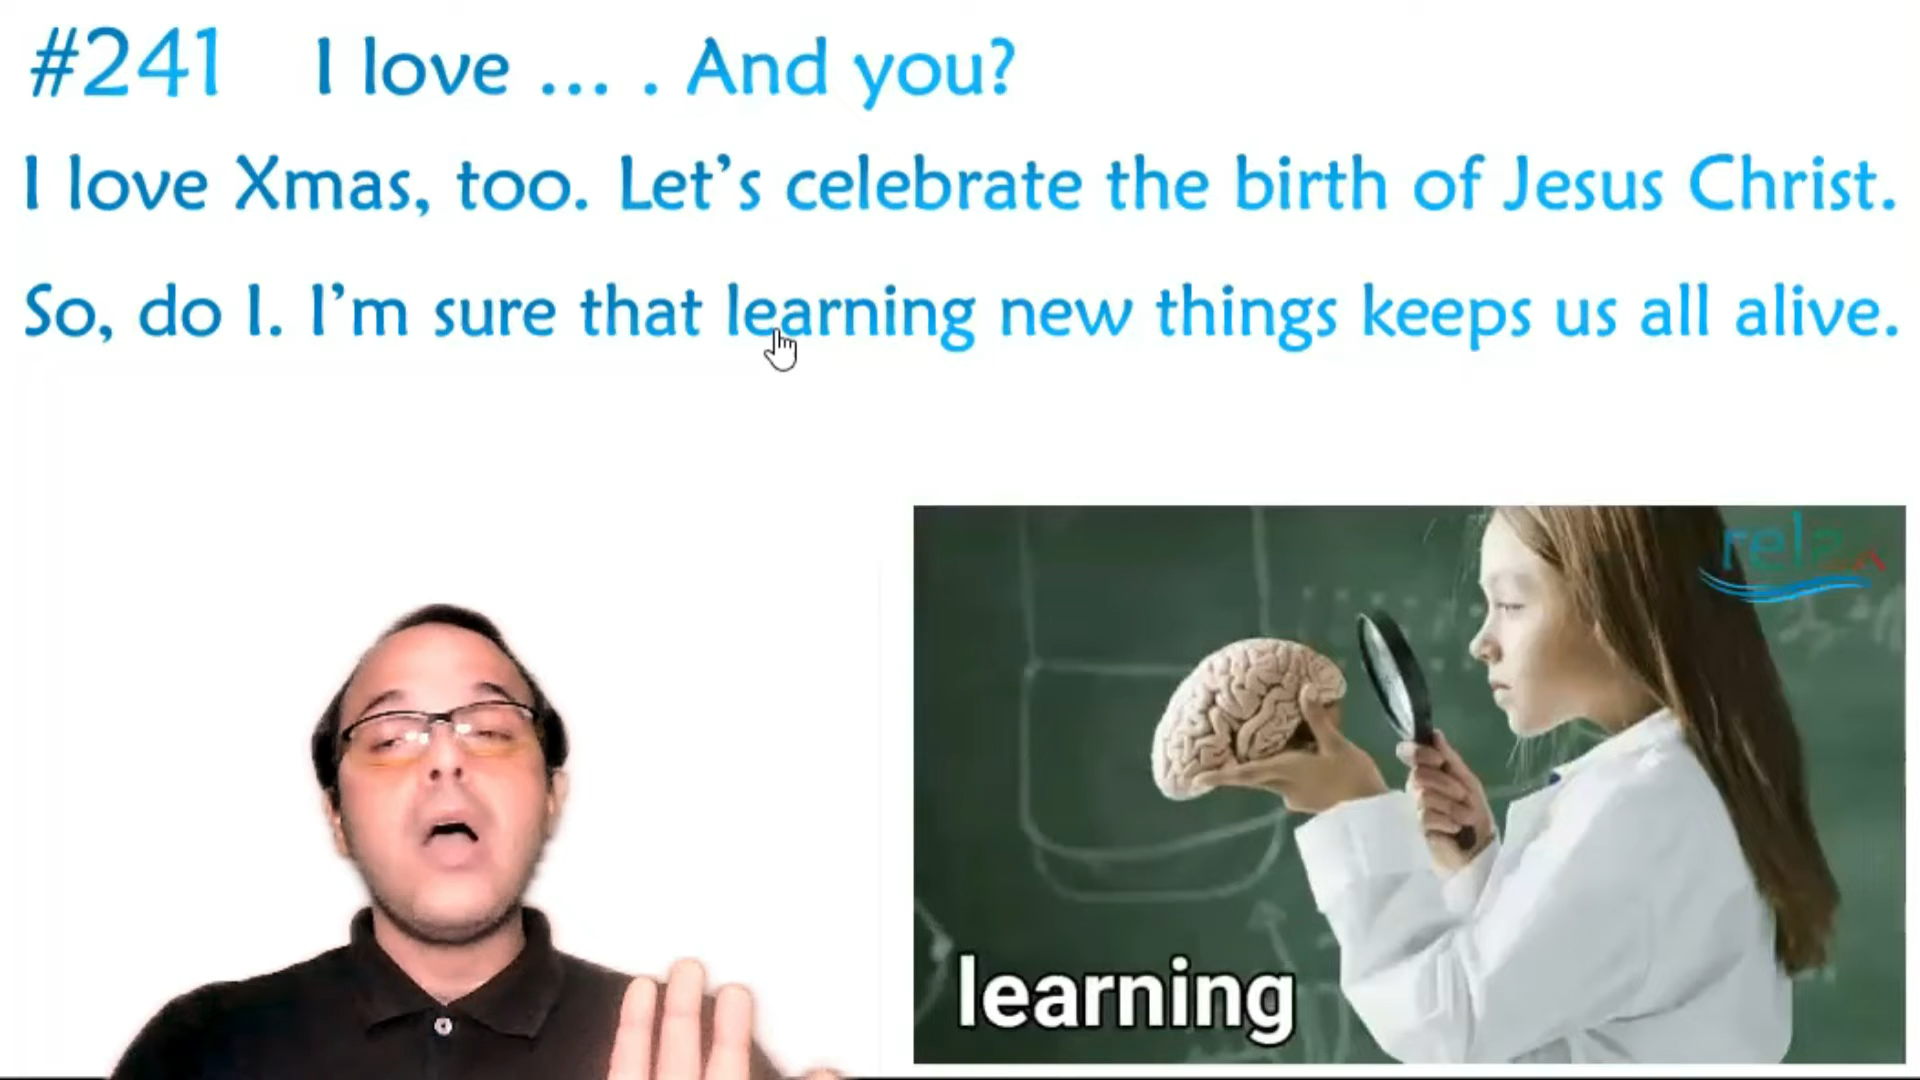 #241 I love ... . And you?
I love Xmas, too. Let's celebrate the birth of Jesus Christ.
So, do I. I'm sure that learning new things keeps us all alive.
relax
learning